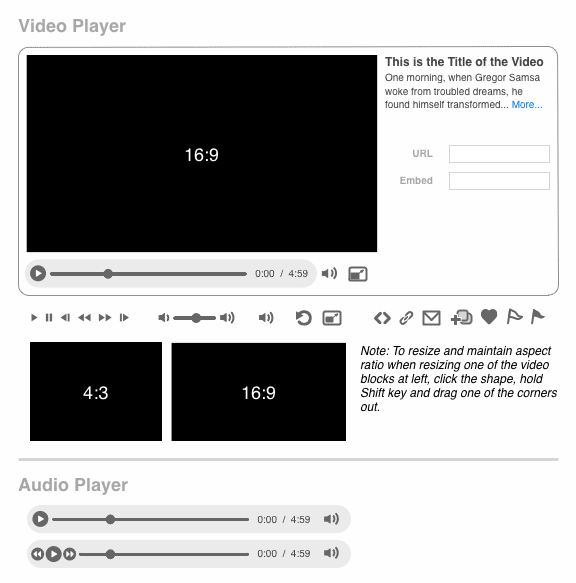 Video Player
16:9
This is the Title of the Video
One morning, when Gregor Samsa
woke from troubled dreams, he
found himself transformed... More...
URL
Embed
0:00 / 4:59
4:3
16:9
Note: To resize and maintain aspect
ratio when resizing one of the video
blocks at left, click the shape, hold
Shift key and drag one of the corners
out.
Audio Player
0:00 / 4:59
0:00 / 4:59